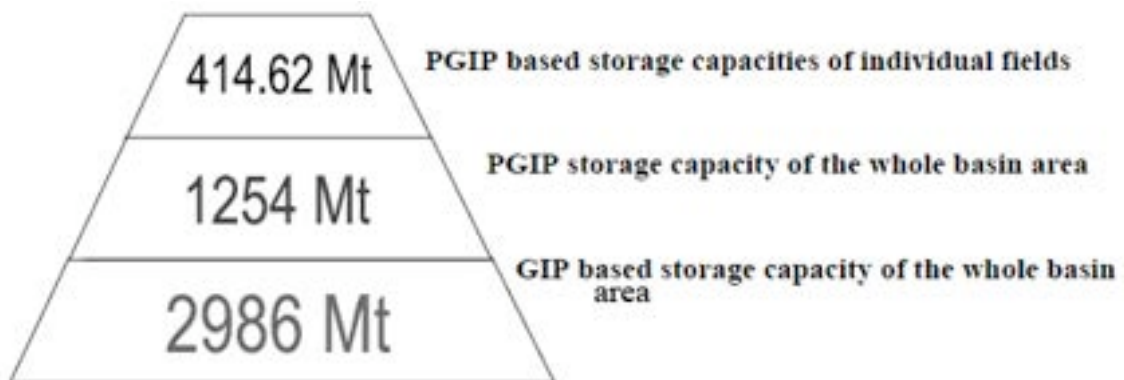 414.62 Mt
PGIP based storage capacities of individual fields
1254 Mt
PGIP storage capacity of the whole basin area
2986 Mt
GIP based storage capacity of the whole basin
area